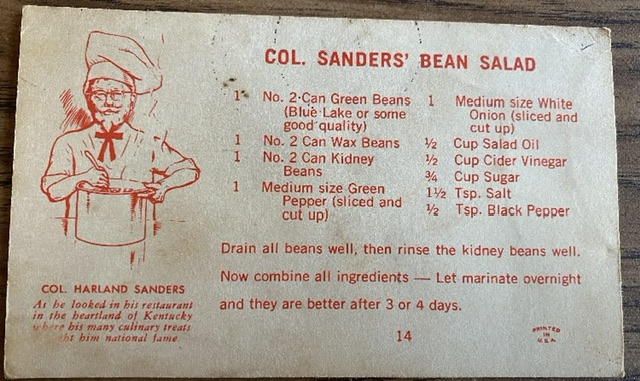 COL. SANDERS' BEAN SALAD
1 No. 2 Can Green Beans
(Blue Lake or some
good quality)
1 No. 2 Can Wax Beans
1 No. 2 Can Kidney
Beans
1 Medium size Green
Pepper (sliced and
cut up)
1 Medium size White
Onion (sliced and
cut up)
½ Cup Salad Oil
½ Cup Cider Vinegar
¾ Cup Sugar
1½ Tsp. Salt
½ Tsp. Black Pepper
Drain all beans well, then rinse the kidney beans well.
Now combine all ingredients — Let marinate overnight
and they are better after 3 or 4 days.
COL. HARLAND SANDERS
As he looked in his restaurant
in the heartland of Kentucky
where his many culinary treats
him national fame.
14
PRINTED
IN
U.S.A.